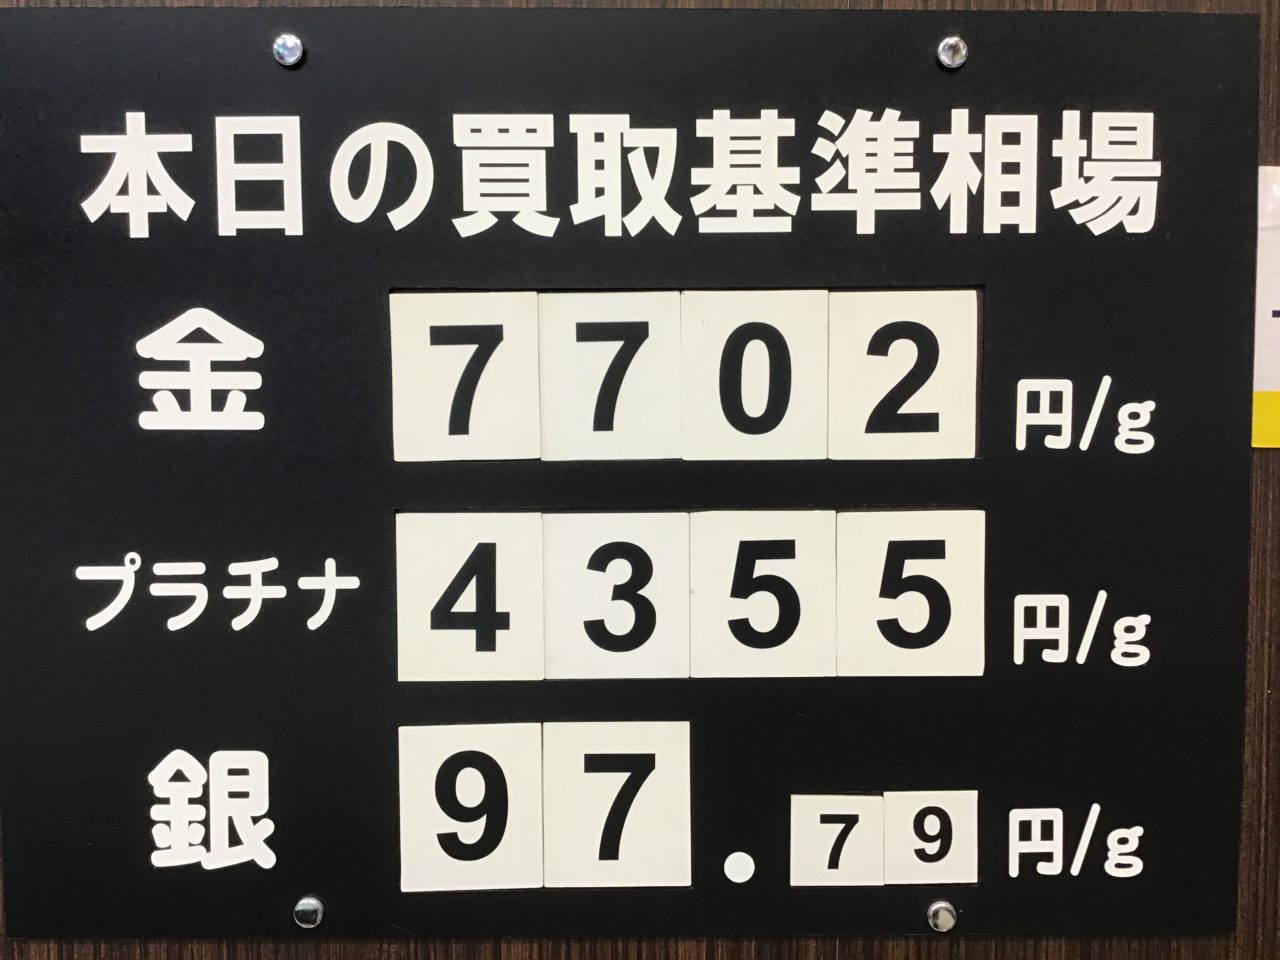 本日の買取基準相場
金 7702 円/g
プラチナ 4355 円/g
銀 97.79 円/g